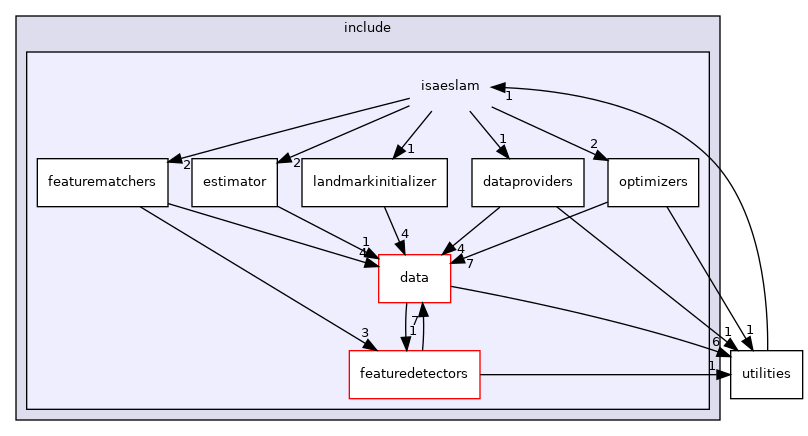 include
isaeslam
1
1
1
2
2
2
featurematchers
estimator
landmarkinitializer
dataproviders
optimizers
4
1
4
4
7
data
7
1
3
1
1
6
1
featuredetectors
utilities